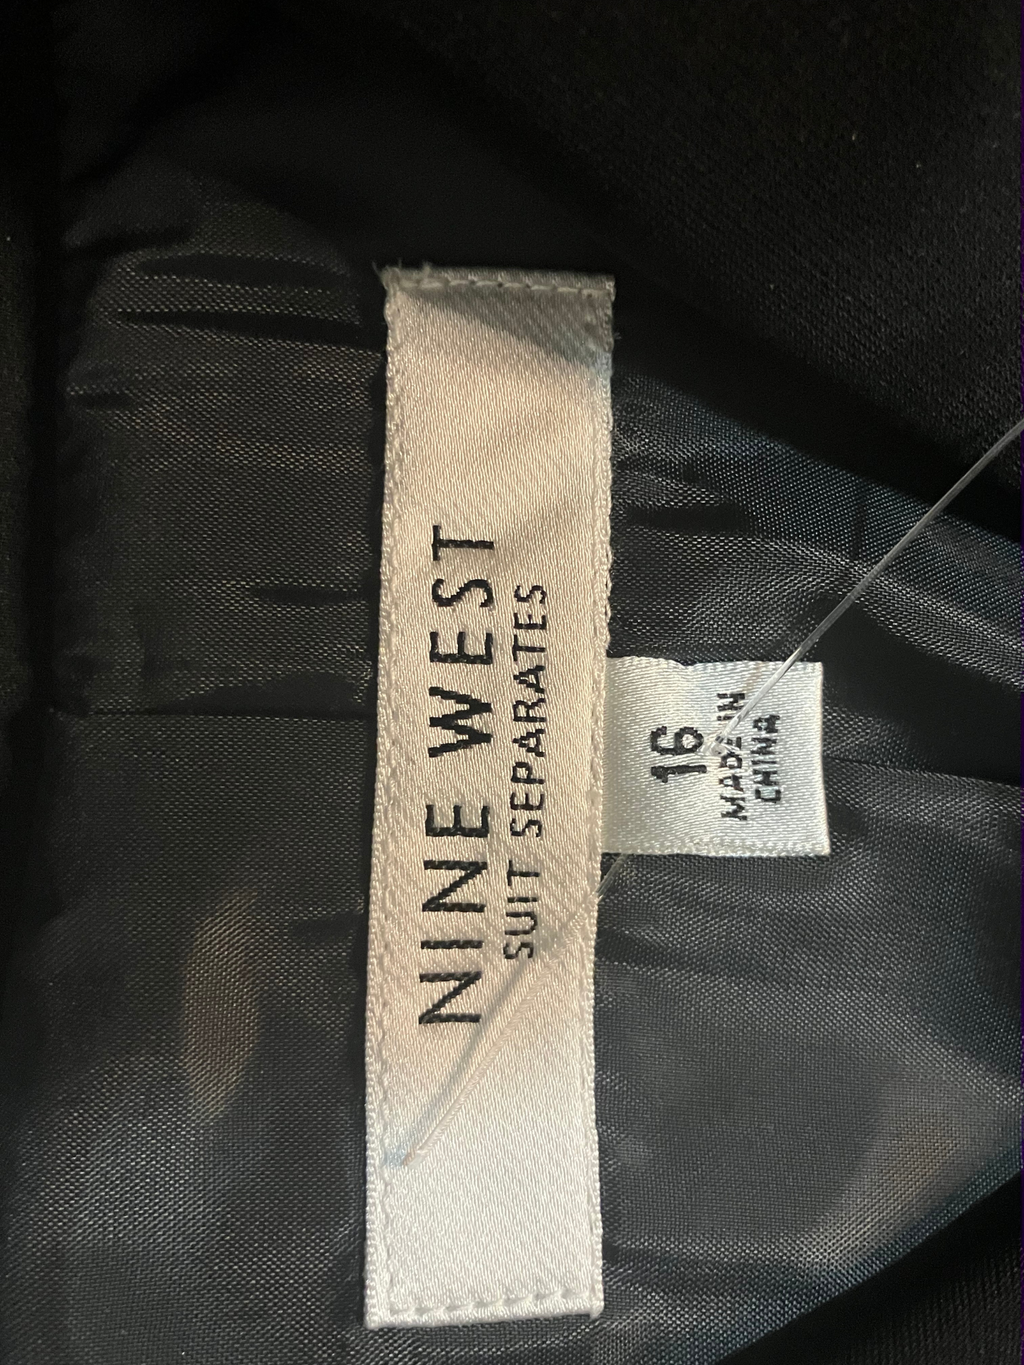 NINE WEST
SUIT SEPARATES
16
MADE IN
CHINA